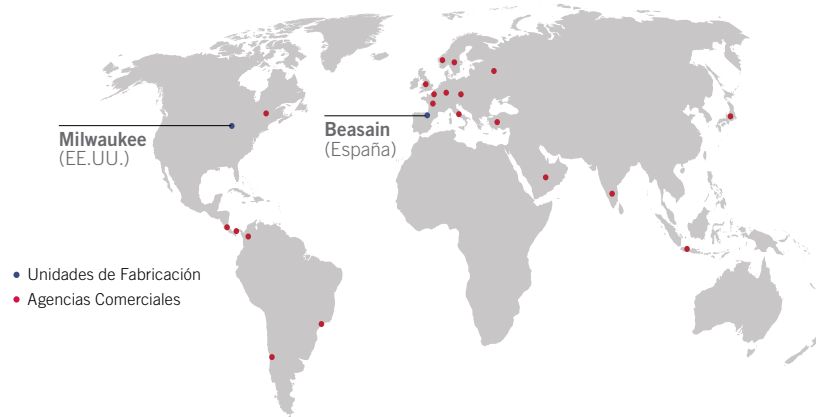 Milwaukee
(EE.UU.)
Beasain
(España)
Unidades de Fabricación
Agencias Comerciales